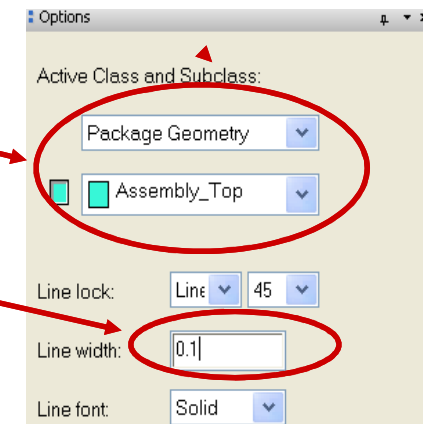 Options
Active Class and Subclass:
Package Geometry
Assembly_Top
Line lock: Line 45
Line width: 0.1
Line font: Solid